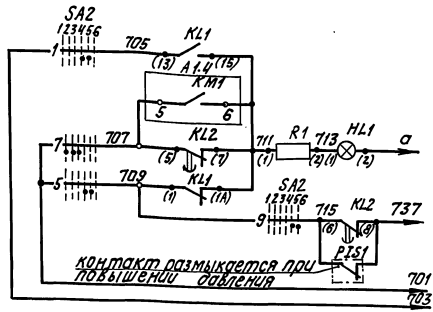 SA2
123456
1
705
KL1
(13)
(15)
A1.4
KM1
5
6
7
707
KL2
(5)
(7)
711
(1)
R1
(2)
713
(1)
HL1
(2)
a
5
709
KL1
(1)
(1A)
SA2
123456
9
715
(6)
KL2
(8)
737
PIS1
контакт размыкается при
повышении давления
701
703